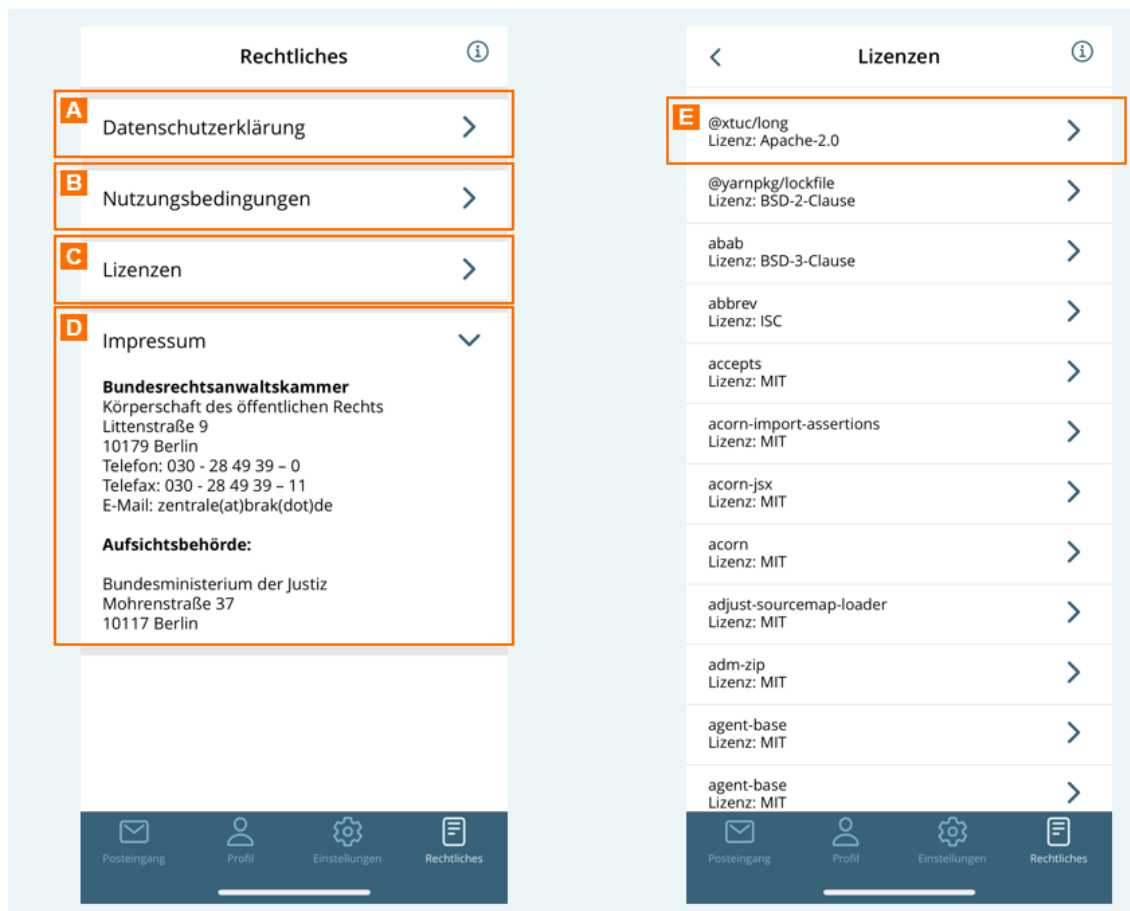 Rechtliches
A
Datenschutzerklärung
B
Nutzungsbedingungen
C
Lizenzen
D
Impressum
Bundesrechtsanwaltskammer
Körperschaft des öffentlichen Rechts
Littenstraße 9
10179 Berlin
Telefon: 030 - 28 49 39 – 0
Telefax: 030 - 28 49 39 – 11
E-Mail: zentrale(at)brak(dot)de
Aufsichtsbehörde:
Bundesministerium der Justiz
Mohrenstraße 37
10117 Berlin
Posteingang
Profil
Einstellungen
Rechtliches
Lizenzen
E
@xtuc/long
Lizenz: Apache-2.0
@yarnpkg/lockfile
Lizenz: BSD-2-Clause
abab
Lizenz: BSD-3-Clause
abbrev
Lizenz: ISC
accepts
Lizenz: MIT
acorn-import-assertions
Lizenz: MIT
acorn-jsx
Lizenz: MIT
acorn
Lizenz: MIT
adjust-sourcemap-loader
Lizenz: MIT
adm-zip
Lizenz: MIT
agent-base
Lizenz: MIT
agent-base
Lizenz: MIT
Posteingang
Profil
Einstellungen
Rechtliches